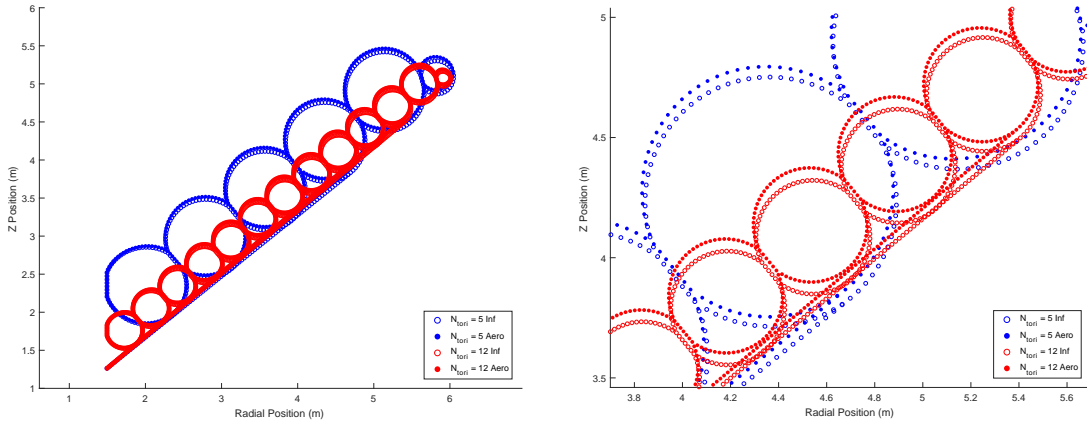 6
5.5
5
4.5
4
3.5
3
2.5
2
1.5
1
Z Position (m)
1 2 3 4 5 6
Radial Position (m)
N_tori = 5 Inf
N_tori = 5 Aero
N_tori = 12 Inf
N_tori = 12 Aero
5
4.5
4
3.5
Z Position (m)
3.8 4 4.2 4.4 4.6 4.8 5 5.2 5.4 5.6
Radial Position (m)
N_tori = 5 Inf
N_tori = 5 Aero
N_tori = 12 Inf
N_tori = 12 Aero